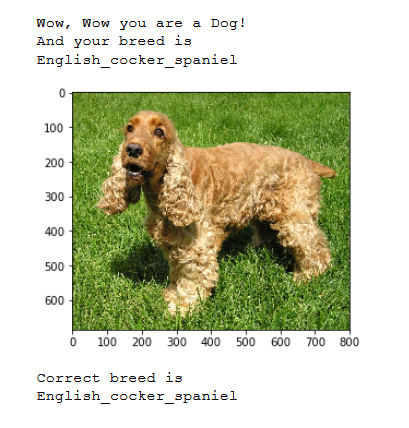 Wow, Wow you are a Dog!
And your breed is
English_cocker_spaniel
0
100
200
300
400
500
600
0 100 200 300 400 500 600 700 800
Correct breed is
English_cocker_spaniel